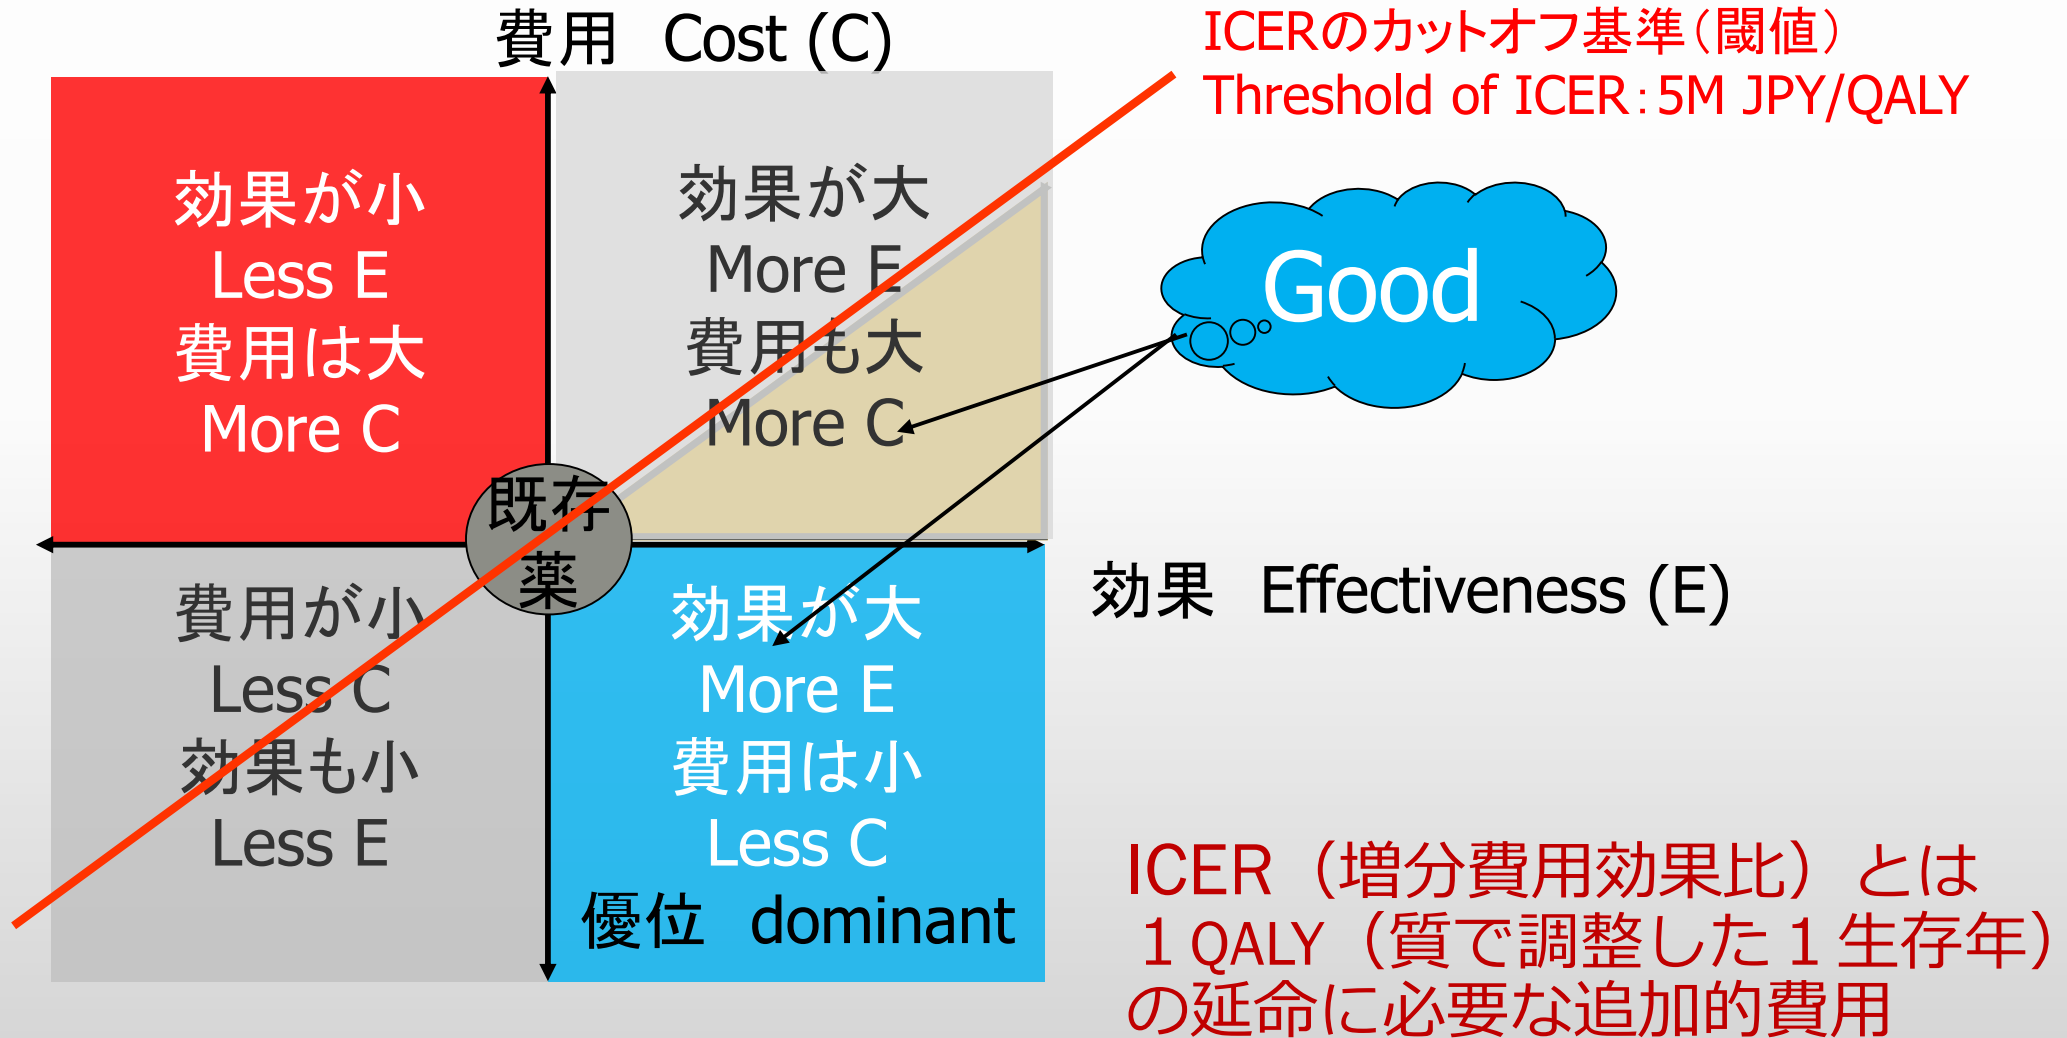 費用　Cost (C)
ICERのカットオフ基準（閾値）
Threshold of ICER：5M JPY/QALY
効果が小
Less E
費用は大
More C
効果が大
More E
費用も大
More C
Good
既存
薬
効果　Effectiveness (E)
費用が小
Less C
効果も小
Less E
効果が大
More E
費用は小
Less C
優位　dominant
ICER（増分費用効果比）とは
１QALY（質で調整した１生存年）
の延命に必要な追加的費用